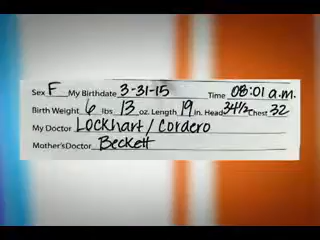 Sex F My Birthdate 3-31-15 Time 08:01 a.m.
Birth Weight 6 lbs 13 oz. Length 19 in. Head 34½ Chest 32
My Doctor Lockhart / Cordero
Mother's Doctor Beckett